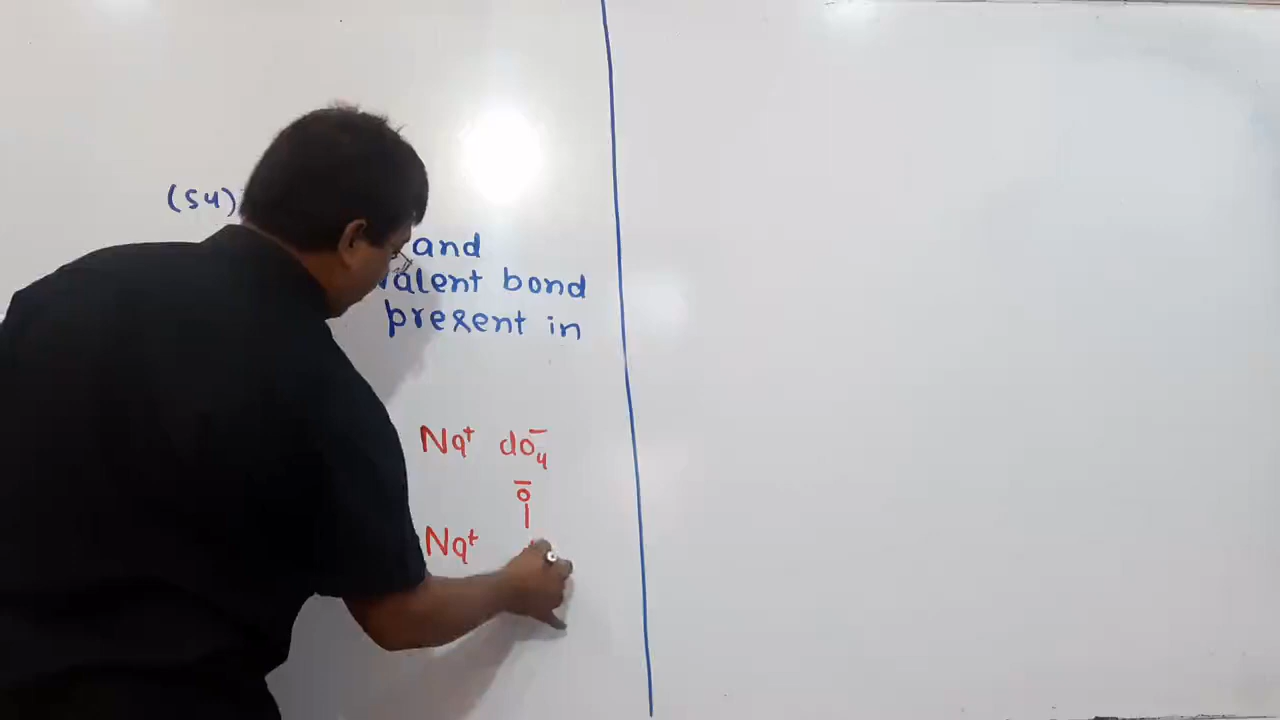 (54)
and
valent bond
present in
Na⁺ ClO₄⁻
O⁻
|
Na⁺